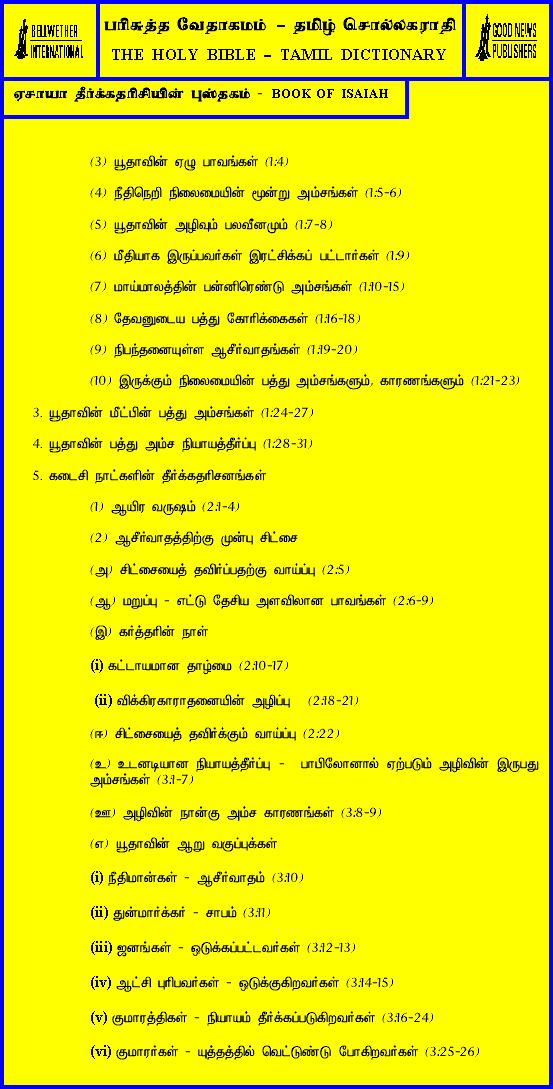 BELLWETHER
INTERNATIONAL
பரிசுத்த வேதாகமம் – தமிழ் சொல்லகராதி
THE HOLY BIBLE – TAMIL DICTIONARY
GOOD NEWS
PUBLISHERS
ஏசாயா தீர்க்கதரிசியின் புஸ்தகம் - BOOK OF ISAIAH
(3) யூதாவின் ஏழு பாவங்கள் (1:4)
(4) நீதிநெறி நிலைமையின் மூன்று அம்சங்கள் (1:5-6)
(5) யூதாவின் அழிவும் பலவீனமும் (1:7-8)
(6) மீதியாக இருப்பவர்கள் இரட்சிக்கப் பட்டார்கள் (1:9)
(7) மாய்மாலத்தின் பன்னிரெண்டு அம்சங்கள் (1:10-15)
(8) தேவனுடைய பத்து கோரிக்கைகள் (1:16-18)
(9) நிபந்தனையுள்ள ஆசீர்வாதங்கள் (1:19-20)
(10) இருக்கும் நிலைமையின் பத்து அம்சங்களும், காரணங்களும் (1:21-23)
3. யூதாவின் மீட்பின் பத்து அம்சங்கள் (1:24-27)
4. யூதாவின் பத்து அம்ச நியாயத்தீர்ப்பு (1:28-31)
5. கடைசி நாட்களின் தீர்க்கதரிசனங்கள்
(1) ஆயிர வருஷம் (2:1-4)
(2) ஆசீர்வாதத்திற்கு முன்பு சிட்சை
(அ) சிட்சையைத் தவிர்ப்பதற்கு வாய்ப்பு (2:5)
(ஆ) மறுப்பு - எட்டு தேசிய அளவிலான பாவங்கள் (2:6-9)
(இ) கர்த்தரின் நாள்
(i) கட்டாயமான தாழ்மை (2:10-17)
(ii) விக்கிரகாராதனையின் அழிப்பு (2:18-21)
(ஈ) சிட்சையைத் தவிர்க்கும் வாய்ப்பு (2:22)
(உ) உடனடியான நியாயத்தீர்ப்பு - பாபிலோனால் ஏற்படும் அழிவின் இருபது
அம்சங்கள் (3:1-7)
(ஊ) அழிவின் நான்கு அம்ச காரணங்கள் (3:8-9)
(எ) யூதாவின் ஆறு வகுப்புக்கள்
(i) நீதிமான்கள் - ஆசீர்வாதம் (3:10)
(ii) துன்மார்க்கர் - சாபம் (3:11)
(iii) ஜனங்கள் - ஒடுக்கப்பட்டவர்கள் (3:12-13)
(iv) ஆட்சி புரிபவர்கள் - ஒடுக்குகிறவர்கள் (3:14-15)
(v) குமாரத்திகள் - நியாயம் தீர்க்கப்படுகிறவர்கள் (3:16-24)
(vi) குமாரர்கள் - யுத்தத்தில் வெட்டுண்டு போகிறவர்கள் (3:25-26)